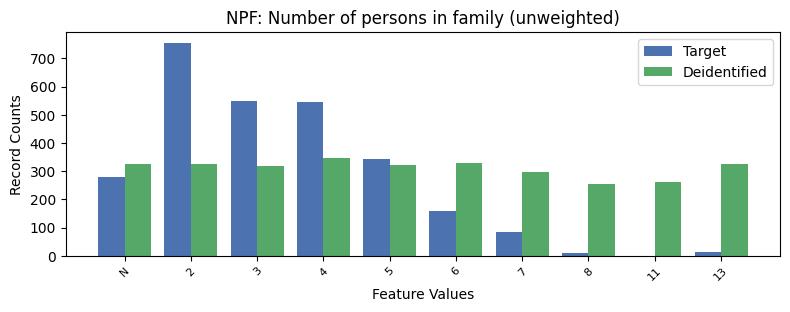 NPF: Number of persons in family (unweighted)
Target
Deidentified
Record Counts
700
600
500
400
300
200
100
0
N 2 3 4 5 6 7 8 11 13
Feature Values